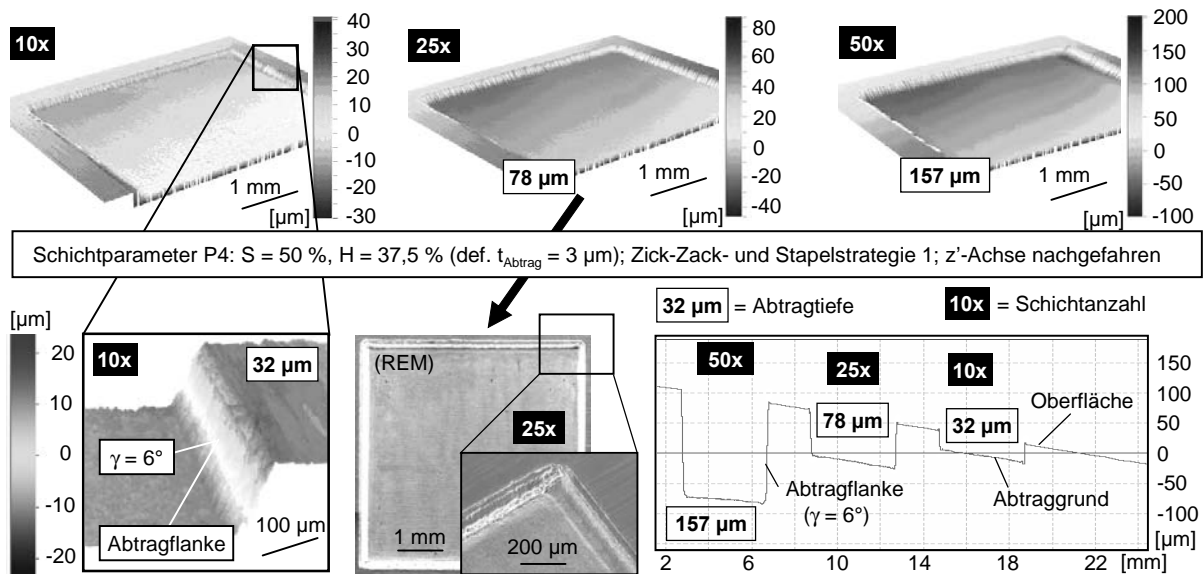 10x
40
30
20
10
0
-10
-20
-30
[µm]
1 mm
25x
80
60
40
20
0
-20
-40
[µm]
78 µm
1 mm
50x
200
150
100
50
0
-50
-100
[µm]
157 µm
1 mm
Schichtparameter P4: S = 50 %, H = 37,5 % (def. tAbtrag = 3 µm); Zick-Zack- und Stapelstrategie 1; z’-Achse nachgefahren
[µm]
20
10
0
-10
-20
10x
32 µm
γ = 6°
Abtragflanke
100 µm
(REM)
25x
1 mm
200 µm
32 µm = Abtragtiefe
10x = Schichtanzahl
50x
25x
10x
78 µm
32 µm
157 µm
Oberfläche
Abtragflanke
(γ = 6°)
Abtraggrund
150
100
50
0
-50
-100
[µm]
2 6 10 14 18 22 [mm]